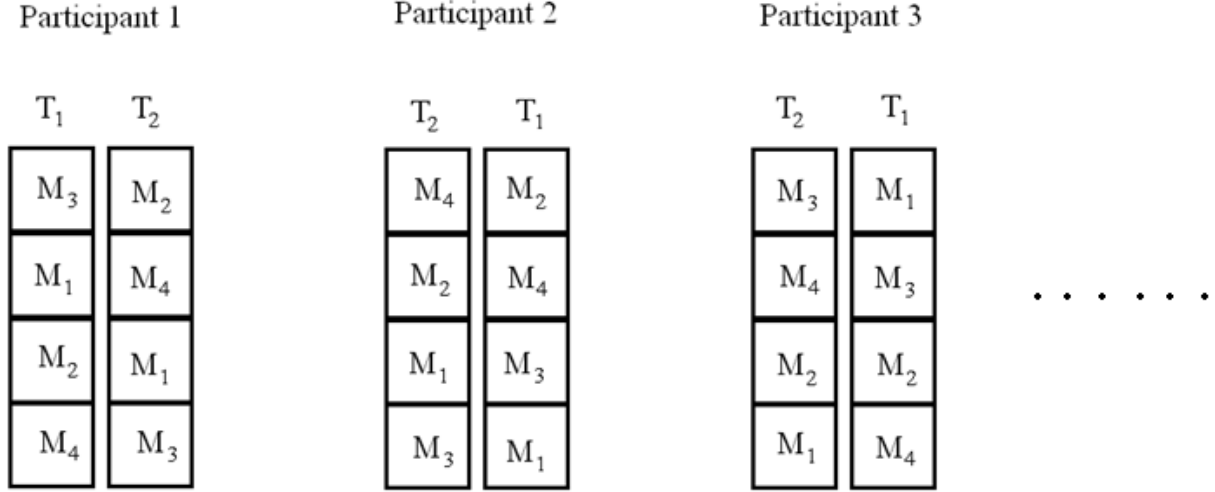 Participant 1 Participant 2 Participant 3
T₁ T₂ T₂ T₁ T₂ T₁
M₃ M₂ M₄ M₂ M₃ M₁
M₁ M₄ M₂ M₄ M₄ M₃
M₂ M₁ M₁ M₃ M₂ M₂
M₄ M₃ M₃ M₁ M₁ M₄
. . . . . .